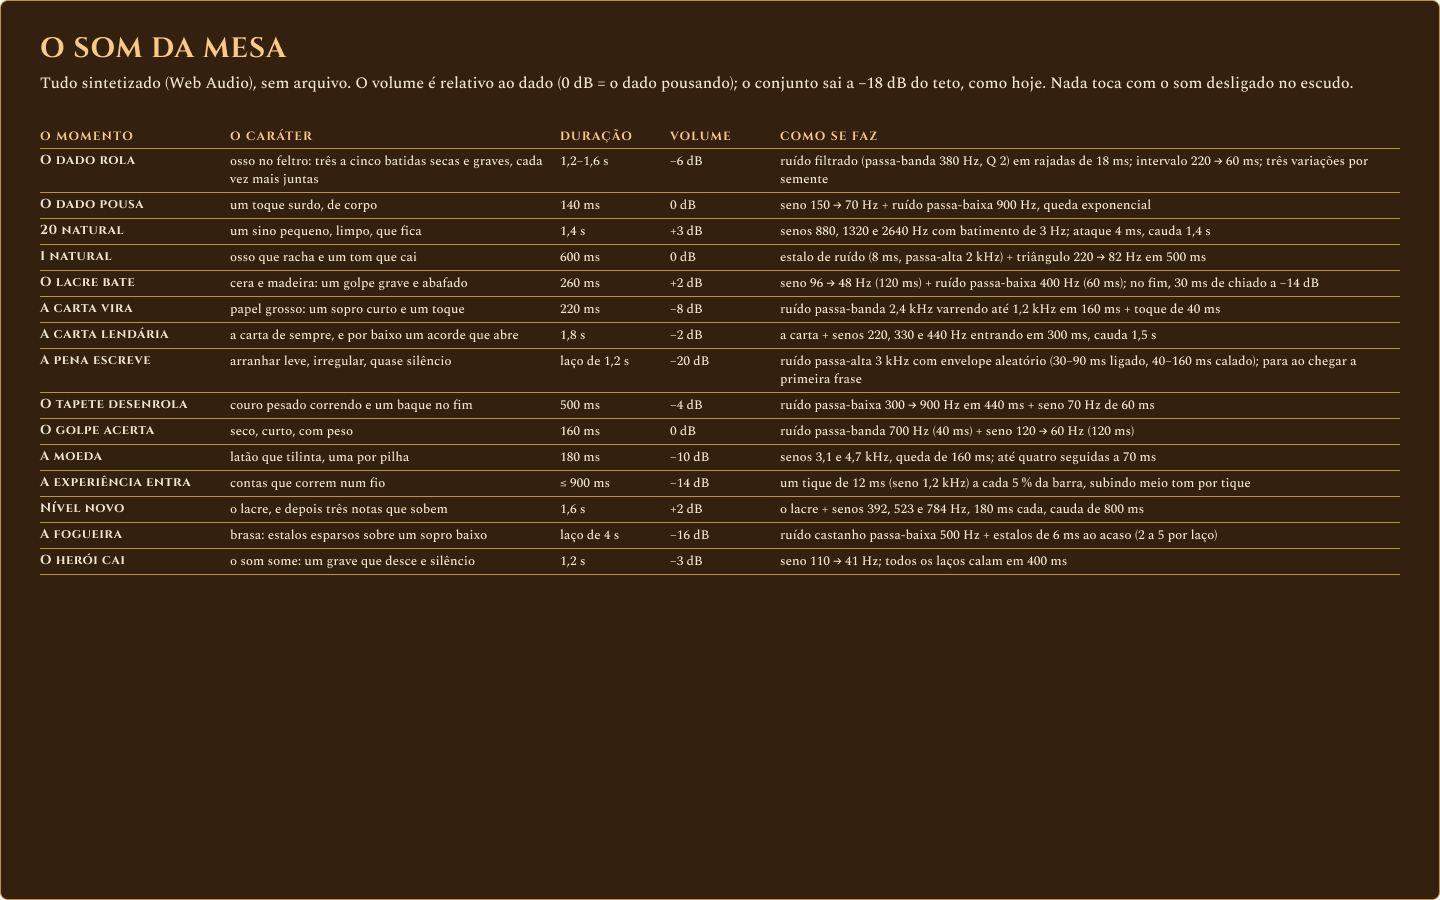 O SOM DA MESA
Tudo sintetizado (Web Audio), sem arquivo. O volume é relativo ao dado (0 dB = o dado pousando); o conjunto sai a −18 dB do teto, como hoje. Nada toca com o som desligado no escudo.
O MOMENTO O CARÁTER DURAÇÃO VOLUME COMO SE FAZ
O DADO ROLA osso no feltro: três a cinco batidas secas e graves, cada 1,2–1,6 s −6 dB ruído filtrado (passa-banda 380 Hz, Q 2) em rajadas de 18 ms; intervalo 220 → 60 ms; três variações por
vez mais juntas semente
O DADO POUSA um toque surdo, de corpo 140 ms 0 dB seno 150 → 70 Hz + ruído passa-baixa 900 Hz, queda exponencial
20 NATURAL um sino pequeno, limpo, que fica 1,4 s +3 dB senos 880, 1320 e 2640 Hz com batimento de 3 Hz; ataque 4 ms, cauda 1,4 s
1 NATURAL osso que racha e um tom que cai 600 ms 0 dB estalo de ruído (8 ms, passa-alta 2 kHz) + triângulo 220 → 82 Hz em 500 ms
O LACRE BATE cera e madeira: um golpe grave e abafado 260 ms +2 dB seno 96 → 48 Hz (120 ms) + ruído passa-baixa 400 Hz (60 ms); no fim, 30 ms de chiado a −14 dB
A CARTA VIRA papel grosso: um sopro curto e um toque 220 ms −8 dB ruído passa-banda 2,4 kHz varrendo até 1,2 kHz em 160 ms + toque de 40 ms
A CARTA LENDÁRIA a carta de sempre, e por baixo um acorde que abre 1,8 s −2 dB a carta + senos 220, 330 e 440 Hz entrando em 300 ms, cauda 1,5 s
A PENA ESCREVE arranhar leve, irregular, quase silêncio laço de 1,2 s −20 dB ruído passa-alta 3 kHz com envelope aleatório (30–90 ms ligado, 40–160 ms calado); para ao chegar a
primeira frase
O TAPETE DESENROLA couro pesado correndo e um baque no fim 500 ms −4 dB ruído passa-baixa 300 → 900 Hz em 440 ms + seno 70 Hz de 60 ms
O GOLPE ACERTA seco, curto, com peso 160 ms 0 dB ruído passa-banda 700 Hz (40 ms) + seno 120 → 60 Hz (120 ms)
A MOEDA latão que tilinta, uma por pilha 180 ms −10 dB senos 3,1 e 4,7 kHz, queda de 160 ms; até quatro seguidas a 70 ms
A EXPERIÊNCIA ENTRA contas que correm num fio ≤ 900 ms −14 dB um tique de 12 ms (seno 1,2 kHz) a cada 5 % da barra, subindo meio tom por tique
NÍVEL NOVO o lacre, e depois três notas que sobem 1,6 s +2 dB o lacre + senos 392, 523 e 784 Hz, 180 ms cada, cauda de 800 ms
A FOGUEIRA brasa: estalos esparsos sobre um sopro baixo laço de 4 s −16 dB ruído castanho passa-baixa 500 Hz + estalos de 6 ms ao acaso (2 a 5 por laço)
O HERÓI CAI o som some: um grave que desce e silêncio 1,2 s −3 dB seno 110 → 41 Hz; todos os laços calam em 400 ms